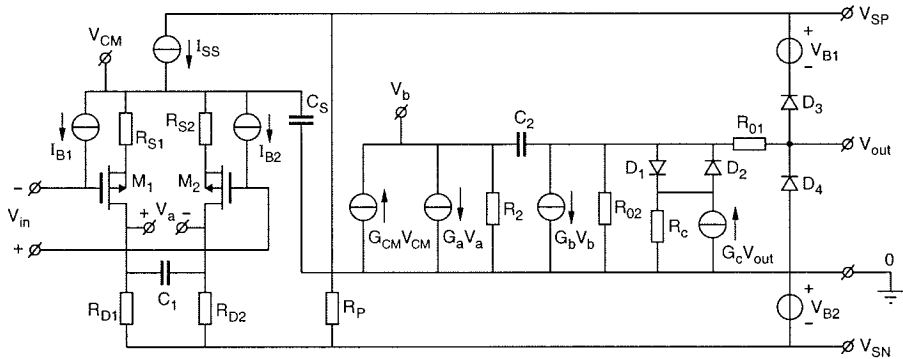 V_CM
I_SS
V_SP
+
V_B1
−
C_S
V_b
C_2
D_3
I_B1
R_S1
R_S2
I_B2
R_01
V_out
−
M_1
M_2
D_1
D_2
D_4
V_in
+ V_a −
+
G_CM V_CM
G_a V_a
R_2
G_b V_b
R_02
R_c
G_c V_out
0
C_1
R_D1
R_D2
R_P
+
V_B2
−
V_SN